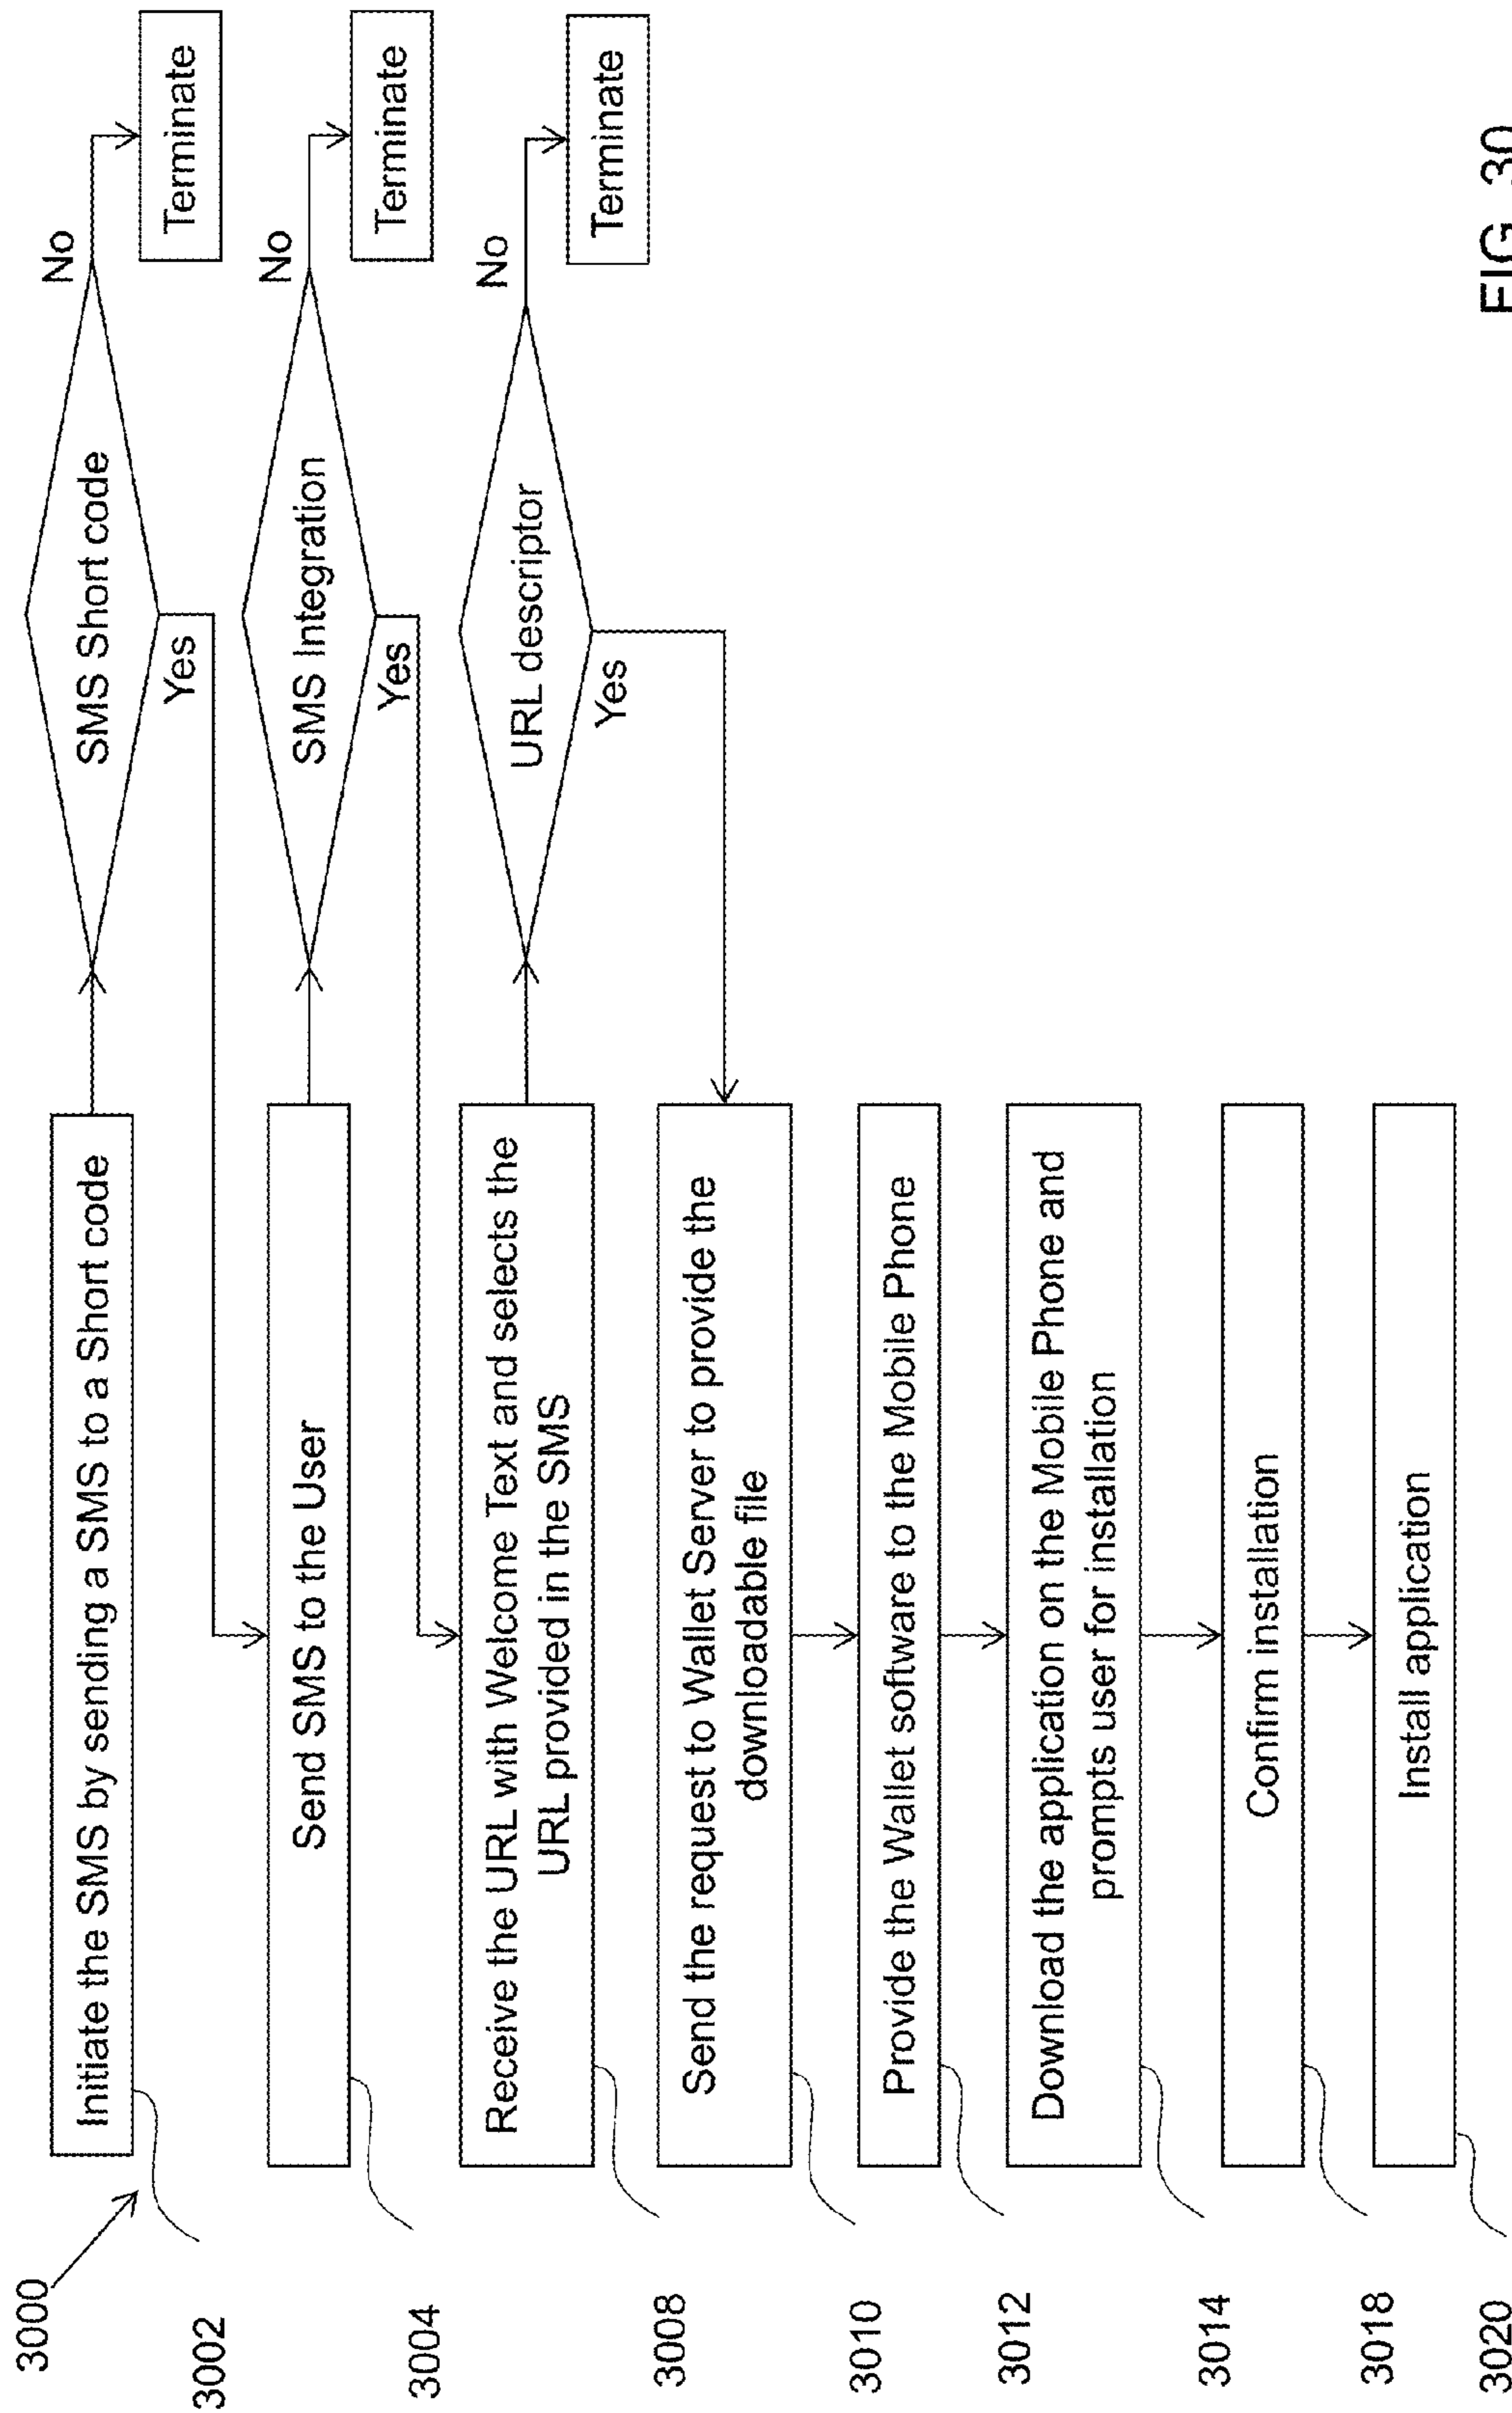 3000
Initiate the SMS by sending a SMS to a Short code
SMS Short code
No
Terminate
Yes
3002
Send SMS to the User
SMS Integration
No
Terminate
Yes
3004
Receive the URL with Welcome Text and selects the
URL provided in the SMS
URL descriptor
No
Terminate
Yes
3008
Send the request to Wallet Server to provide the
downloadable file
3010
Provide the Wallet software to the Mobile Phone
3012
Download the application on the Mobile Phone and
prompts user for installation
3014
Confirm installation
3018
Install application
3020
FIG. 30